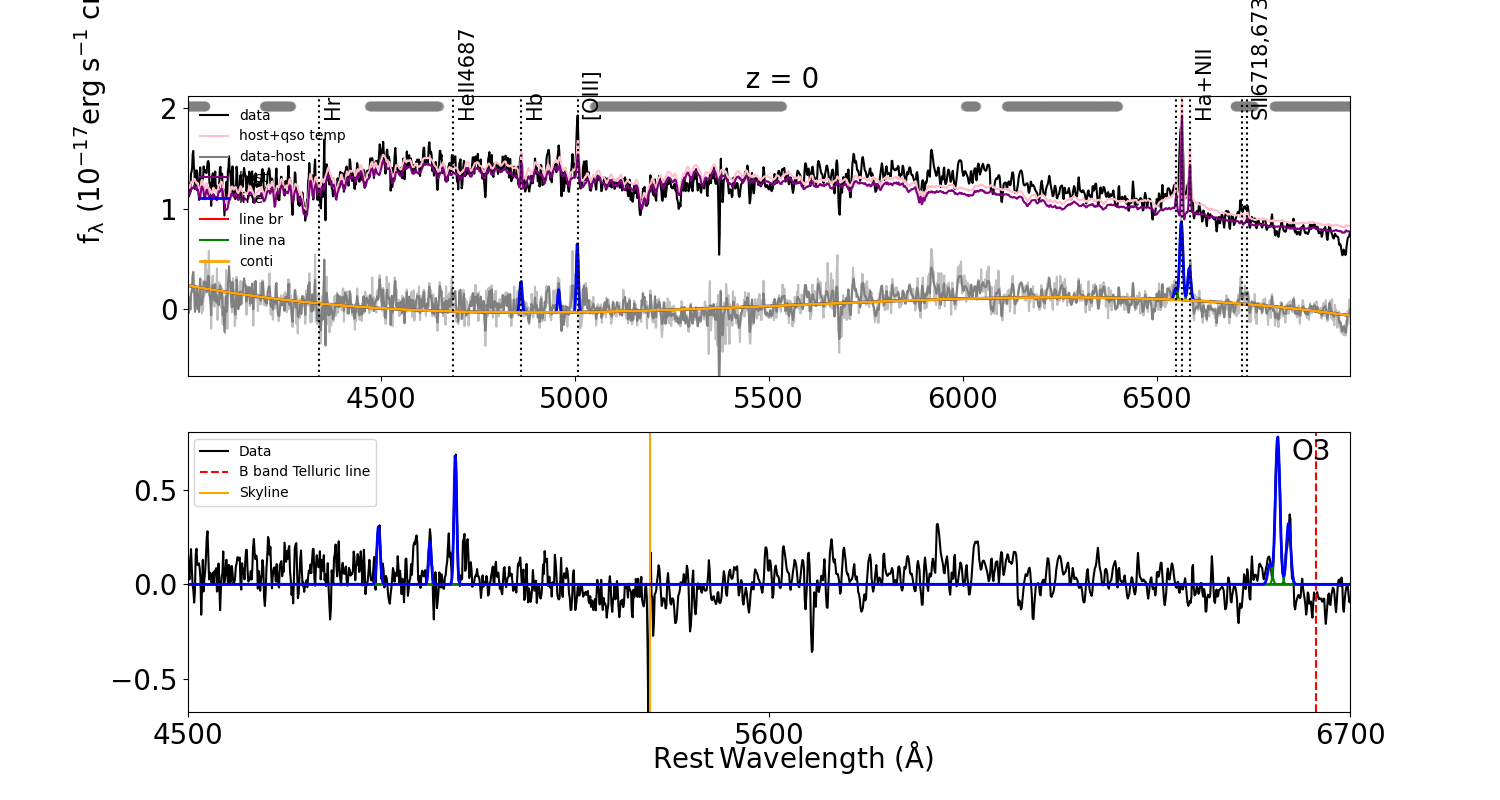 z = 0
f_λ (10^−17 erg s^−1 c
Hr
HeII4687
Hb
[OIII]
Ha+NII
SII6718,673
2
1
0
data
host+qso temp
data-host
line br
line na
conti
4500 5000 5500 6000 6500
0.5
0.0
−0.5
Data
B band Telluric line
Skyline
O3
4500 5600 6700
Rest Wavelength (Å)